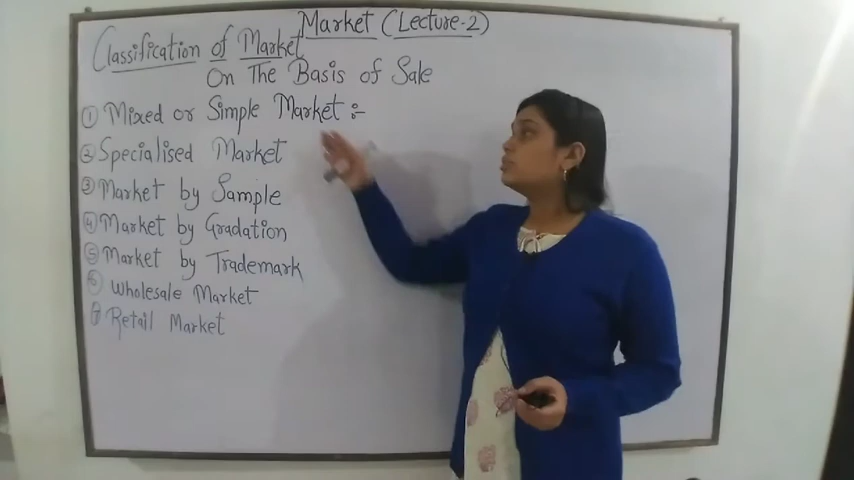 Market (Lecture-2)
Classification of Market
On The Basis of Sale
① Mixed or Simple Market :-
② Specialised Market
③ Market by Sample
④ Market by Gradation
⑤ Market by Trademark
⑥ Wholesale Market
⑦ Retail Market